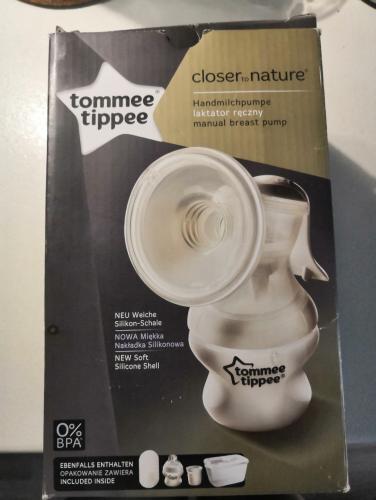 closer to nature®
tommee®
tippee
Handmilchpumpe
laktator ręczny
manual breast pump
NEU Weiche
Silikon-Schale
NOWA Miękka
Nakładka Silikonowa
NEW Soft
Silicone Shell
tommee
tippee®
0%
BPA*
EBENFALLS ENTHALTEN
OPAKOWANIE ZAWIERA
INCLUDED INSIDE